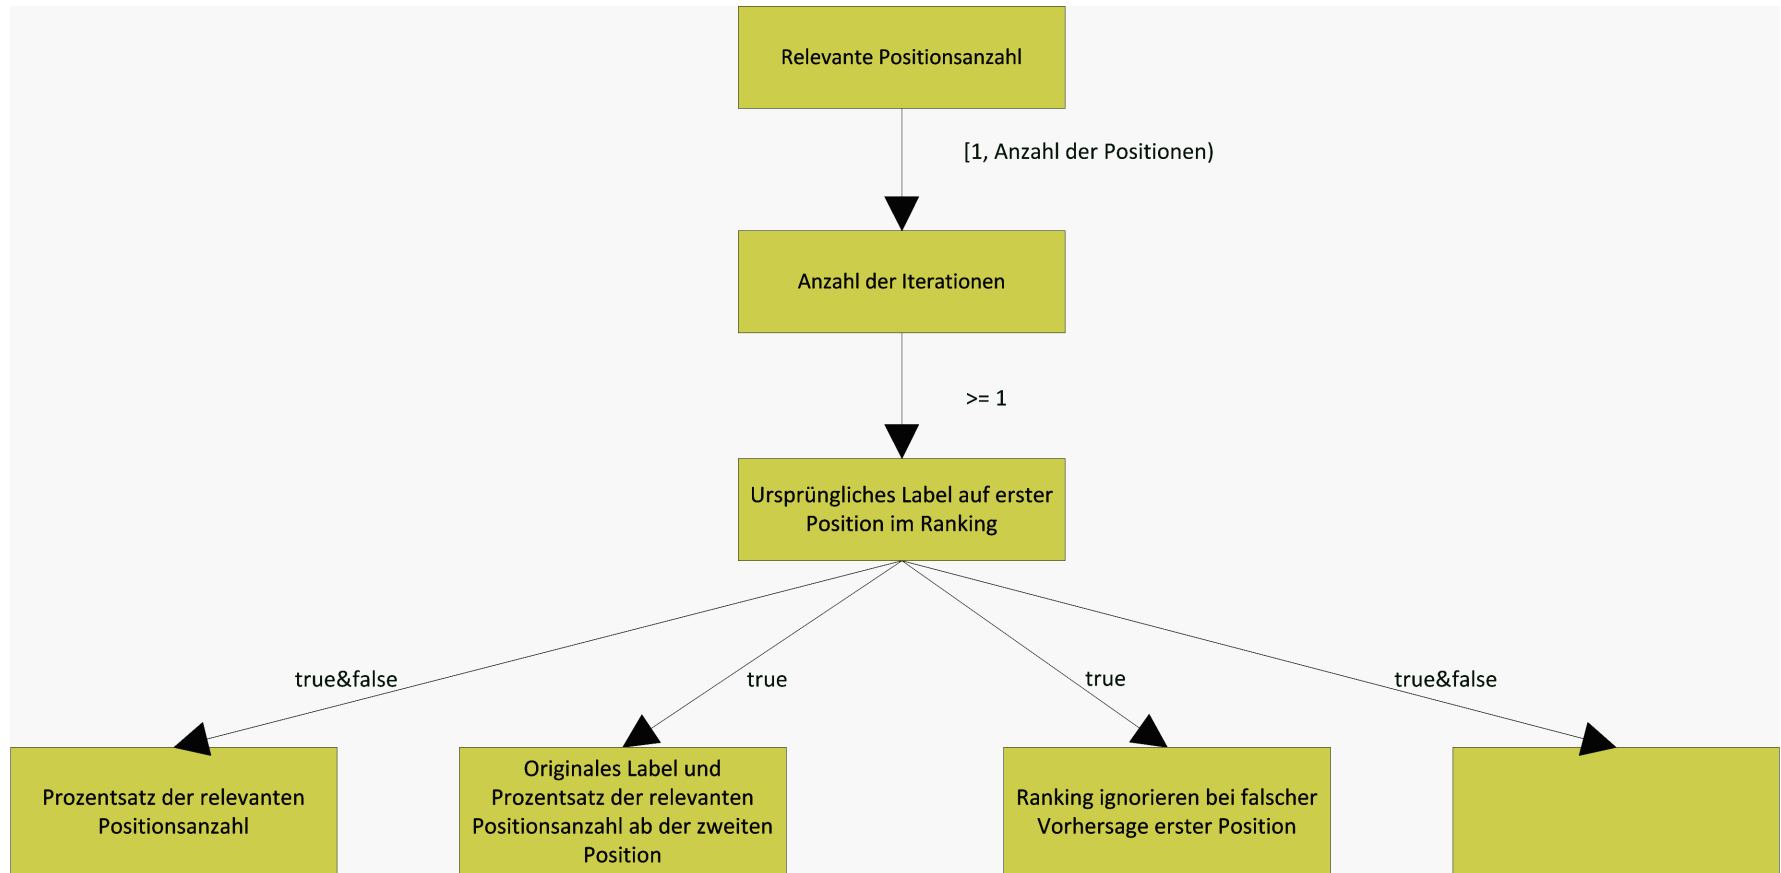 Relevante Positionsanzahl
[1, Anzahl der Positionen)
Anzahl der Iterationen
>= 1
Ursprüngliches Label auf erster
Position im Ranking
true&false
true
true
true&false
Prozentsatz der relevanten
Positionsanzahl
Originales Label und
Prozentsatz der relevanten
Positionsanzahl ab der zweiten
Position
Ranking ignorieren bei falscher
Vorhersage erster Position